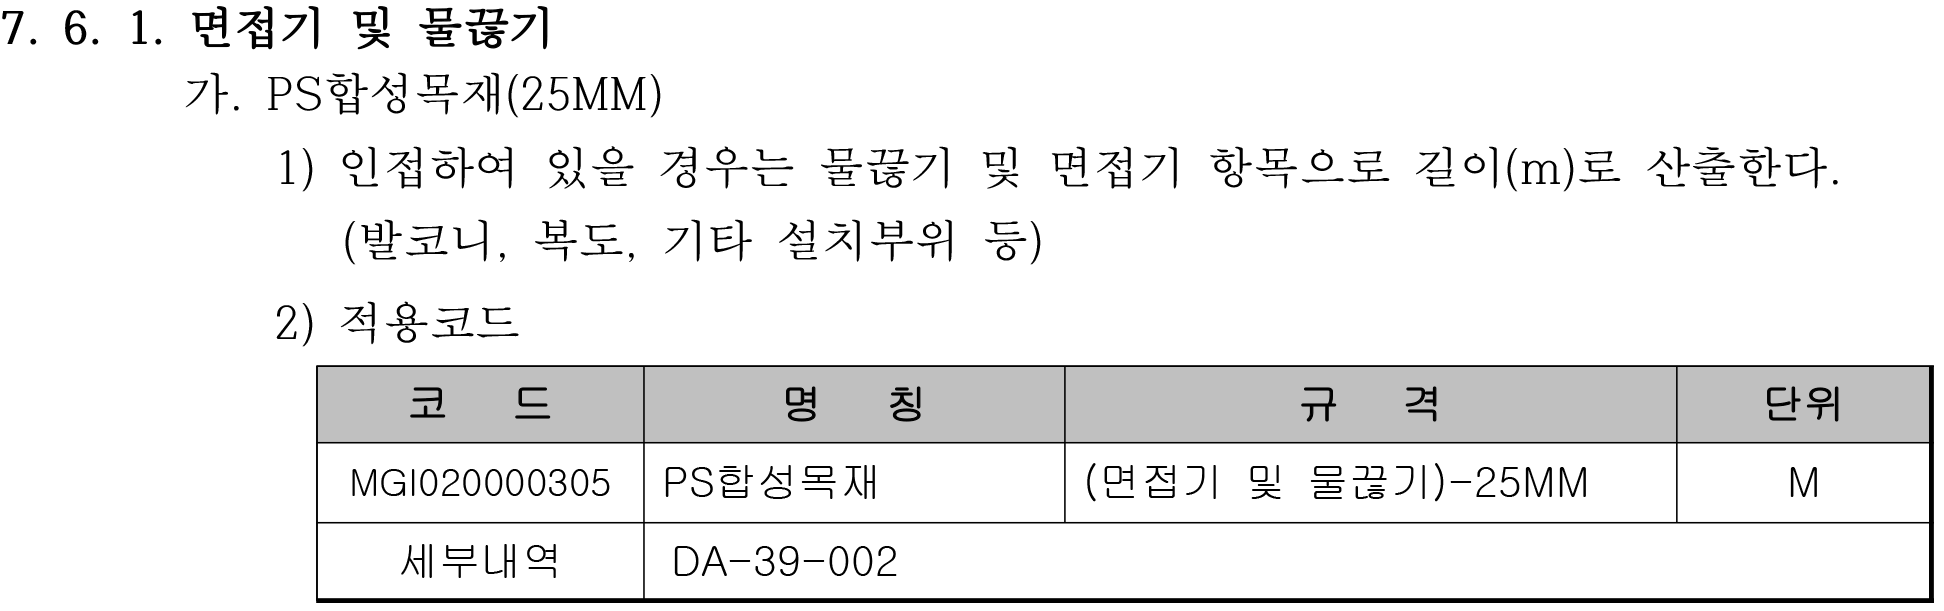 7. 6. 1. 면접기 및 물끊기
가. PS합성목재(25MM)
1) 인접하여 있을 경우는 물끊기 및 면접기 항목으로 길이(m)로 산출한다.
(발코니, 복도, 기타 설치부위 등)
2) 적용코드
코 드 명 칭 규 격 단위
MGI020000305 PS합성목재 (면접기 및 물끊기)-25MM M
세부내역 DA-39-002